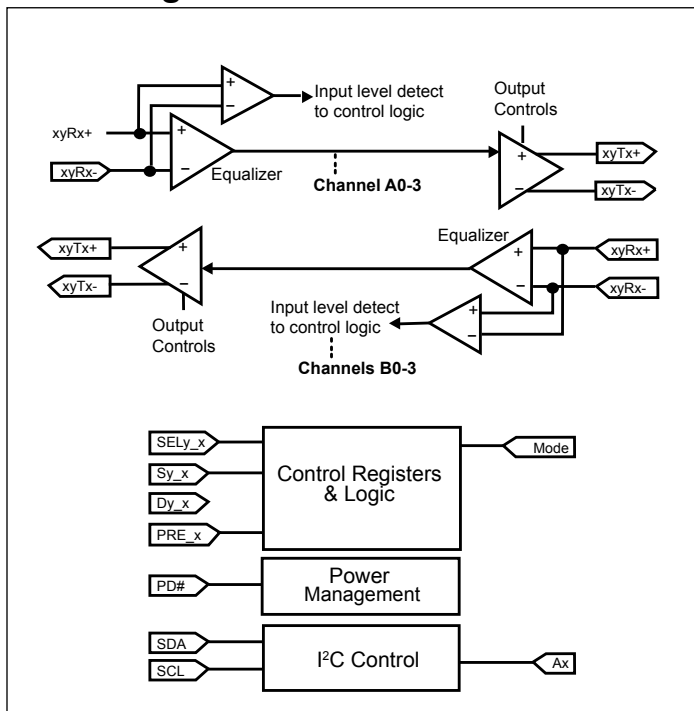 +
−
Input level detect
to control logic
Output
Controls
xyRx+
xyRx-
+
−
Equalizer
Channel A0-3
+
−
xyTx+
xyTx-
xyTx+
xyTx-
+
−
Output
Controls
Equalizer
+
−
xyRx+
xyRx-
Input level detect
to control logic
+
−
Channels B0-3
SELy_x
Sy_x
Dy_x
PRE_x
Control Registers
& Logic
Mode
PD#
Power
Management
SDA
SCL
I²C Control
Ax